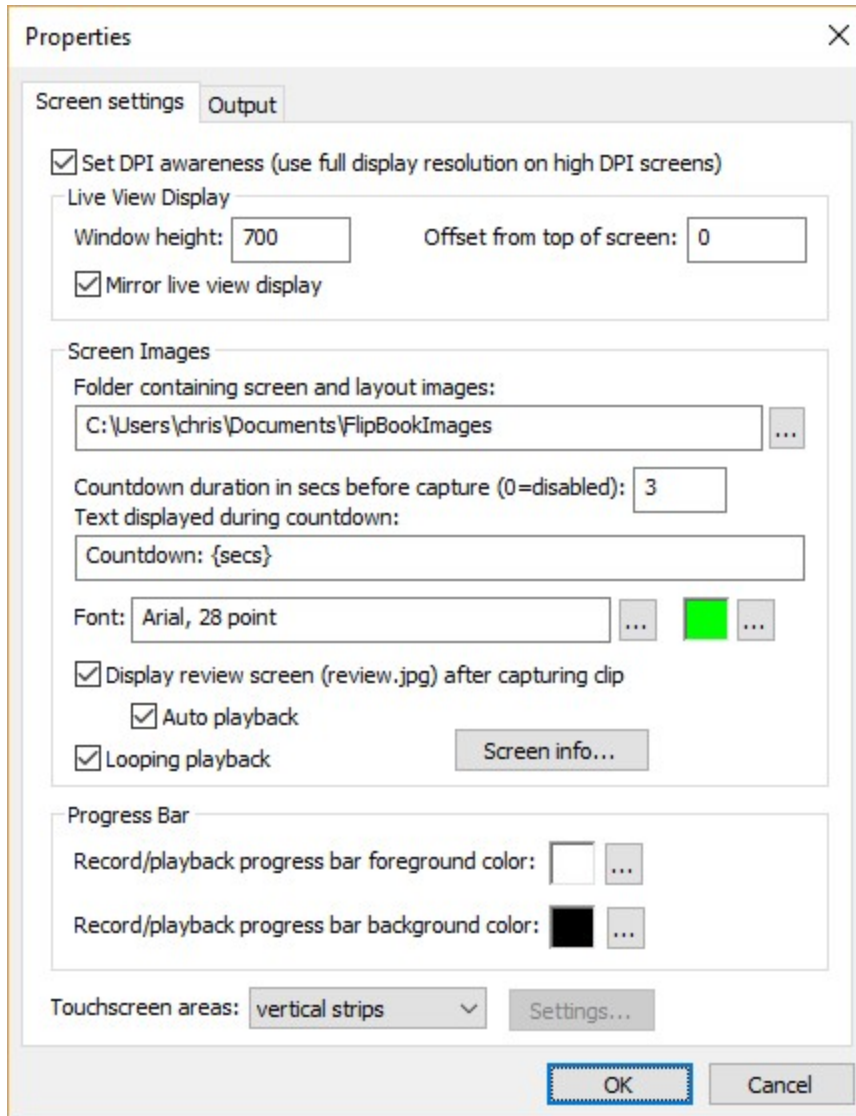 Properties
Screen settings
Output
Set DPI awareness (use full display resolution on high DPI screens)
Live View Display
Window height: 700 Offset from top of screen: 0
Mirror live view display
Screen Images
Folder containing screen and layout images:
C:\Users\chris\Documents\FlipBookImages
...
Countdown duration in secs before capture (0=disabled): 3
Text displayed during countdown:
Countdown: {secs}
Font: Arial, 28 point ... ...
Display review screen (review.jpg) after capturing clip
Auto playback
Looping playback
Screen info...
Progress Bar
Record/playback progress bar foreground color: ...
Record/playback progress bar background color: ...
Touchscreen areas: vertical strips Settings...
OK Cancel